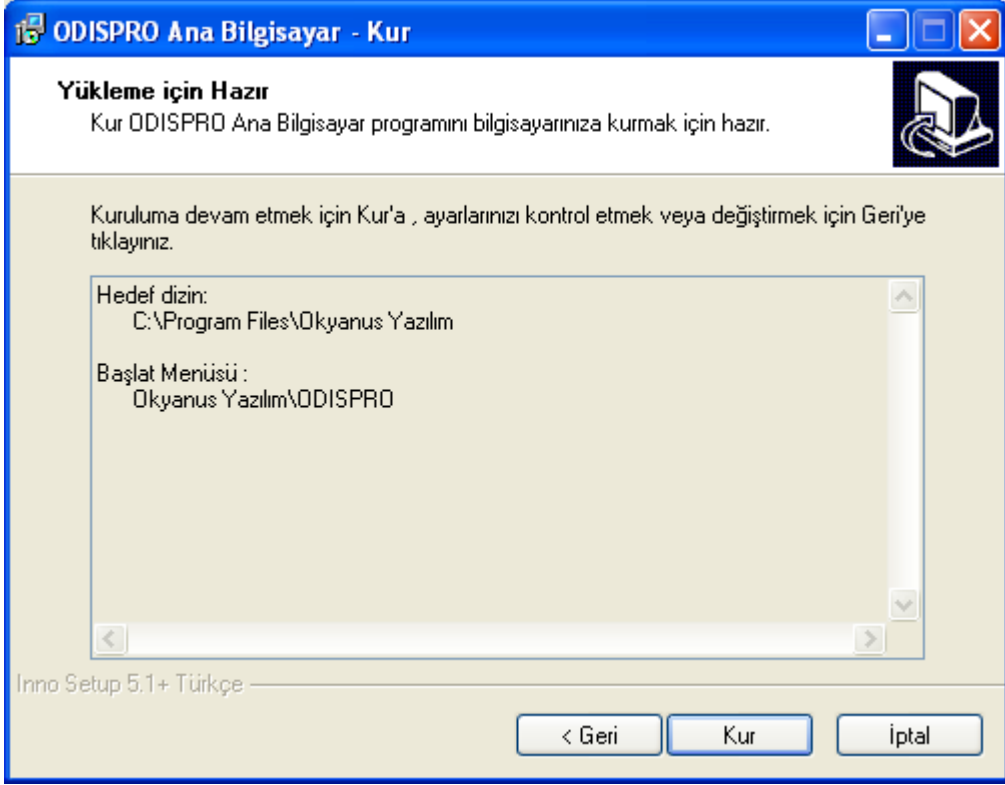 ODISPRO Ana Bilgisayar - Kur
Yükleme için Hazır
Kur ODISPRO Ana Bilgisayar programını bilgisayarınıza kurmak için hazır.
Kuruluma devam etmek için Kur'a , ayarlarınızı kontrol etmek veya değiştirmek için Geri'ye
tıklayınız.
Hedef dizin:
C:\Program Files\Okyanus Yazılım
Başlat Menüsü :
Okyanus Yazılım\ODISPRO
Inno Setup 5.1+ Türkçe
< Geri
Kur
İptal